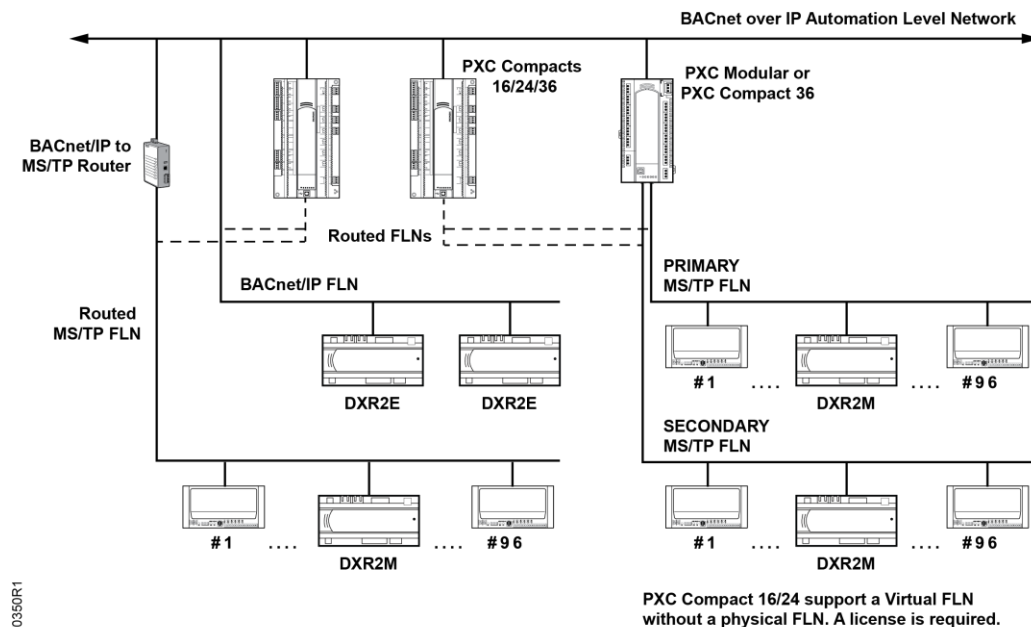 BACnet over IP Automation Level Network
PXC Compacts
16/24/36
PXC Modular or
PXC Compact 36
BACnet/IP to
MS/TP Router
Routed FLNs
BACnet/IP FLN
PRIMARY
MS/TP FLN
Routed
MS/TP FLN
#1 .... #96
DXR2E DXR2E DXR2M
SECONDARY
MS/TP FLN
#1 .... .... #96 #1 .... .... #96
DXR2M DXR2M
0350R1
PXC Compact 16/24 support a Virtual FLN
without a physical FLN. A license is required.